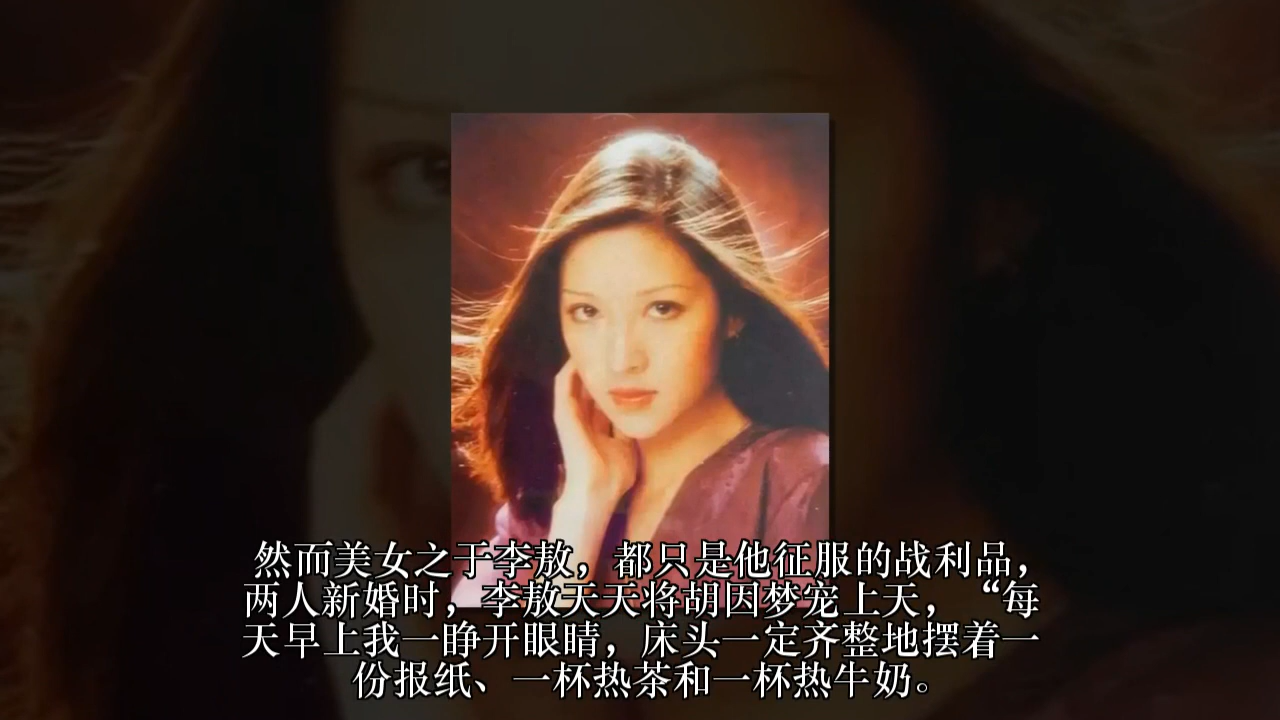 然而美女之于李敖，都只是他征服的战利品，
两人新婚时，李敖天天将胡因梦宠上天，“每
天早上我一睁开眼睛，床头一定齐整地摆着一
份报纸、一杯热茶和一杯热牛奶。